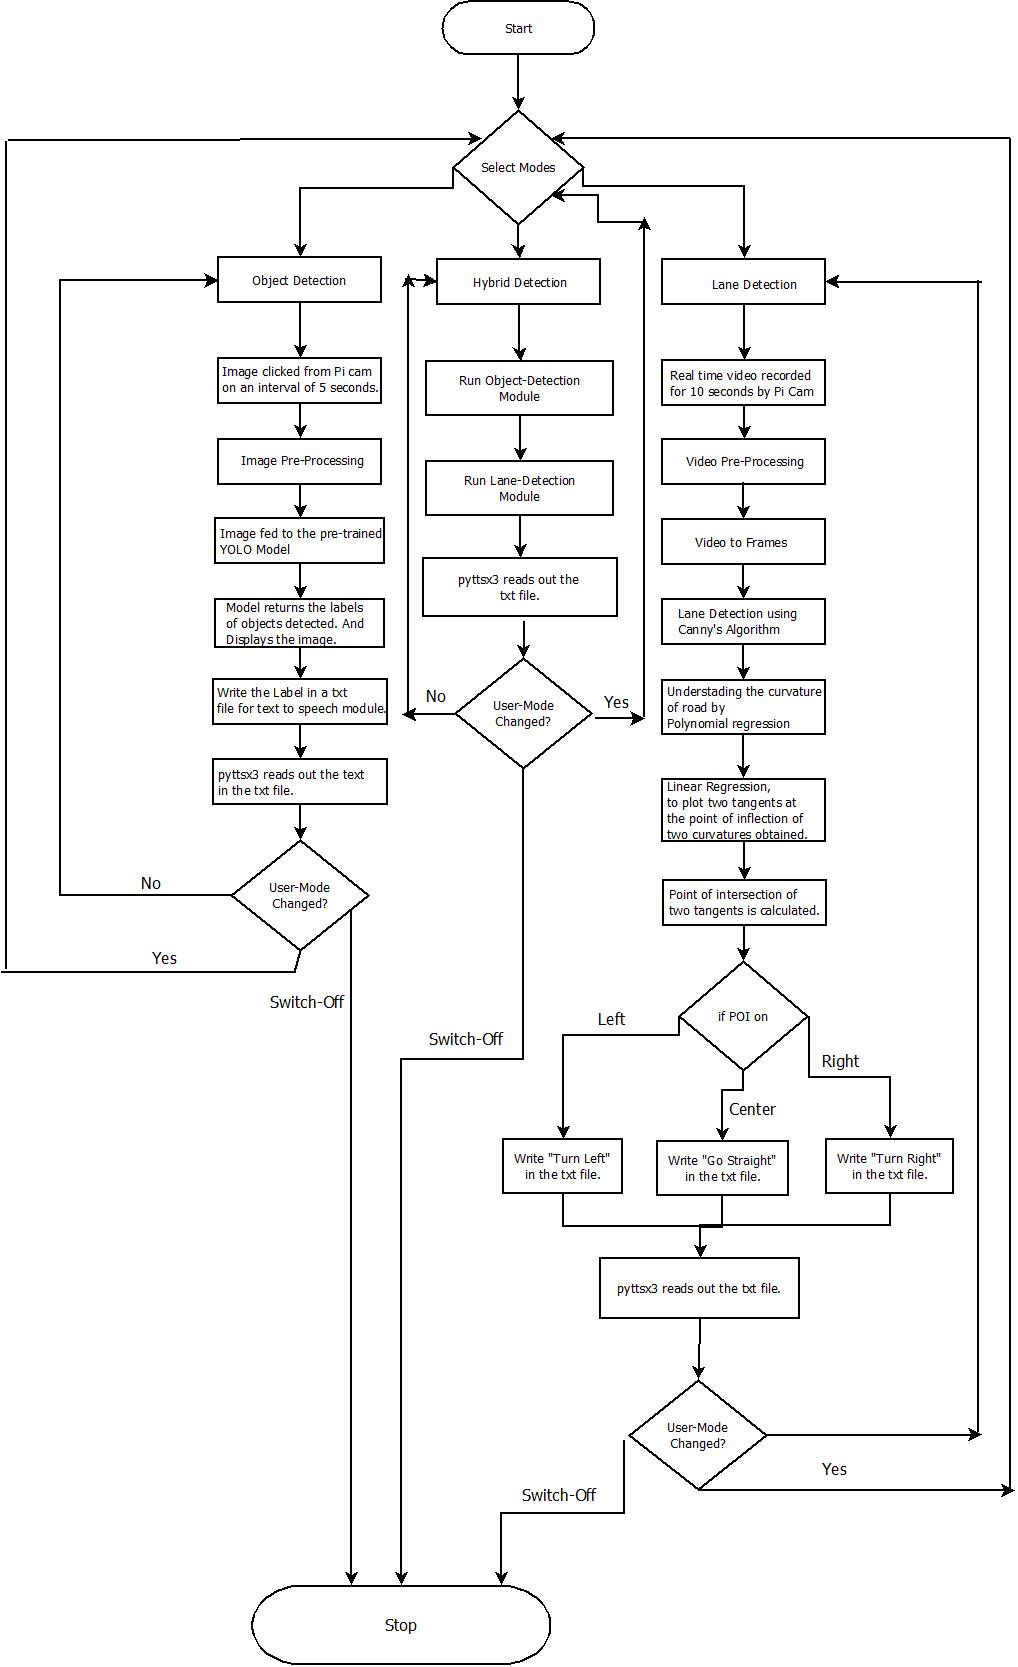 Start
Select Modes
Object Detection
Image clicked from Pi cam
on an interval of 5 seconds.
Image Pre-Processing
Image fed to the pre-trained
YOLO Model
Model returns the labels
of objects detected. And
Displays the image.
Write the Label in a txt
file for text to speech module.
pyttsx3 reads out the text
in the txt file.
User-Mode
Changed?
No
Yes
Switch-Off
Hybrid Detection
Run Object-Detection
Module
Run Lane-Detection
Module
pyttsx3 reads out the
txt file.
User-Mode
Changed?
No
Yes
Switch-Off
Lane Detection
Real time video recorded
for 10 seconds by Pi Cam
Video Pre-Processing
Video to Frames
Lane Detection using
Canny's Algorithm
Understading the curvature
of road by
Polynomial regression
Linear Regression,
to plot two tangents at
the point of inflection of
two curvatures obtained.
Point of intersection of
two tangents is calculated.
if POI on
Left
Center
Right
Write "Turn Left"
in the txt file.
Write "Go Straight"
in the txt file.
Write "Turn Right"
in the txt file.
pyttsx3 reads out the txt file.
User-Mode
Changed?
Yes
Switch-Off
Stop